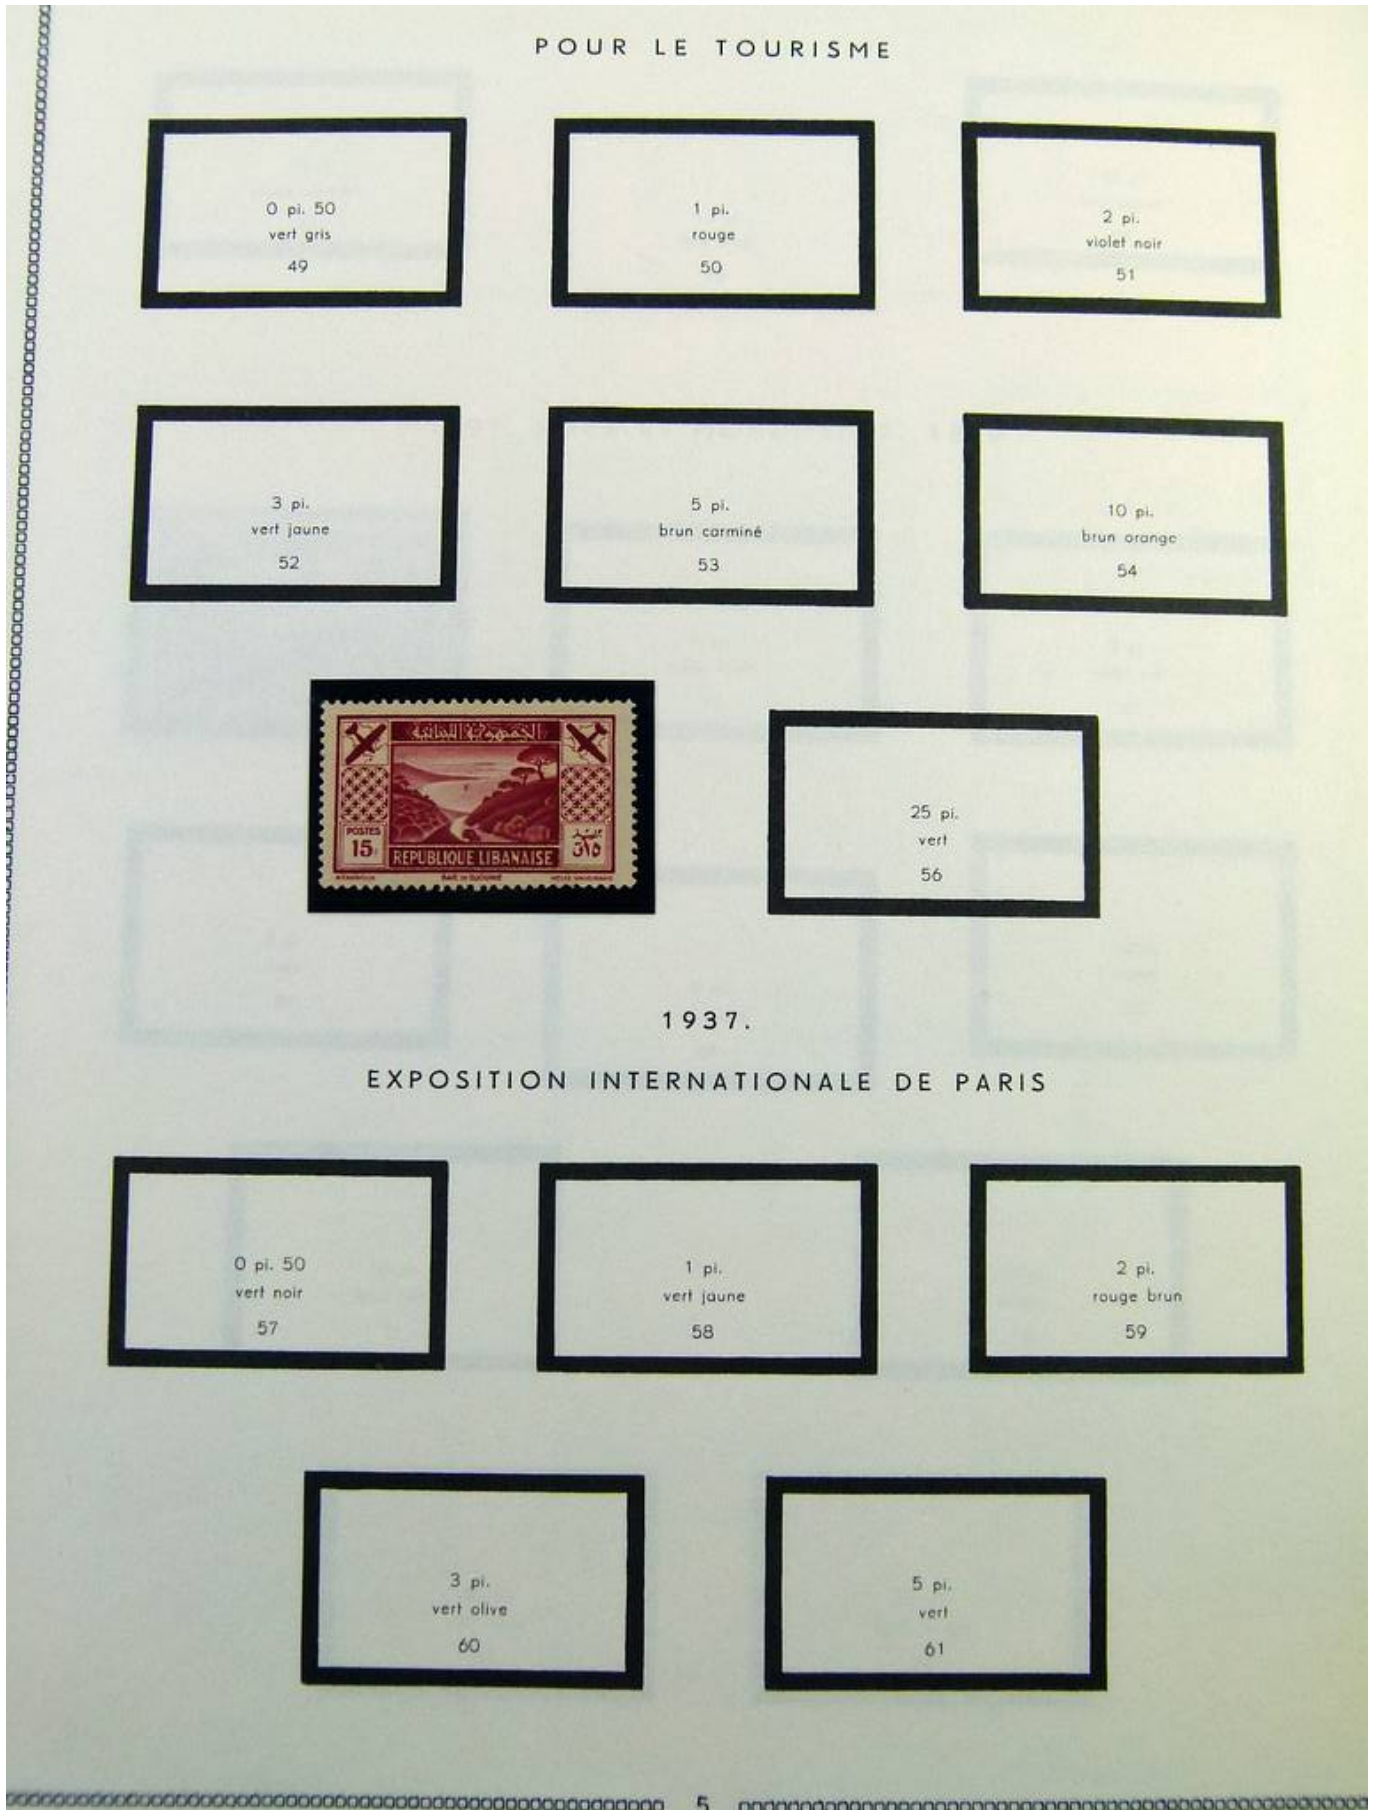 POUR LE TOURISME
0 pi. 50
vert gris
49
1 pi.
rouge
50
2 pi.
violet noir
51
3 pi.
vert jaune
52
5 pi.
brun carminé
53
10 pi.
brun orange
54
الجمهورية اللبنانية
POSTES
15
REPUBLIQUE LIBANAISE
25 pi.
vert
56
1937.
EXPOSITION INTERNATIONALE DE PARIS
0 pi. 50
vert noir
57
1 pi.
vert jaune
58
2 pi.
rouge brun
59
3 pi.
vert olive
60
5 pi.
vert
61
5